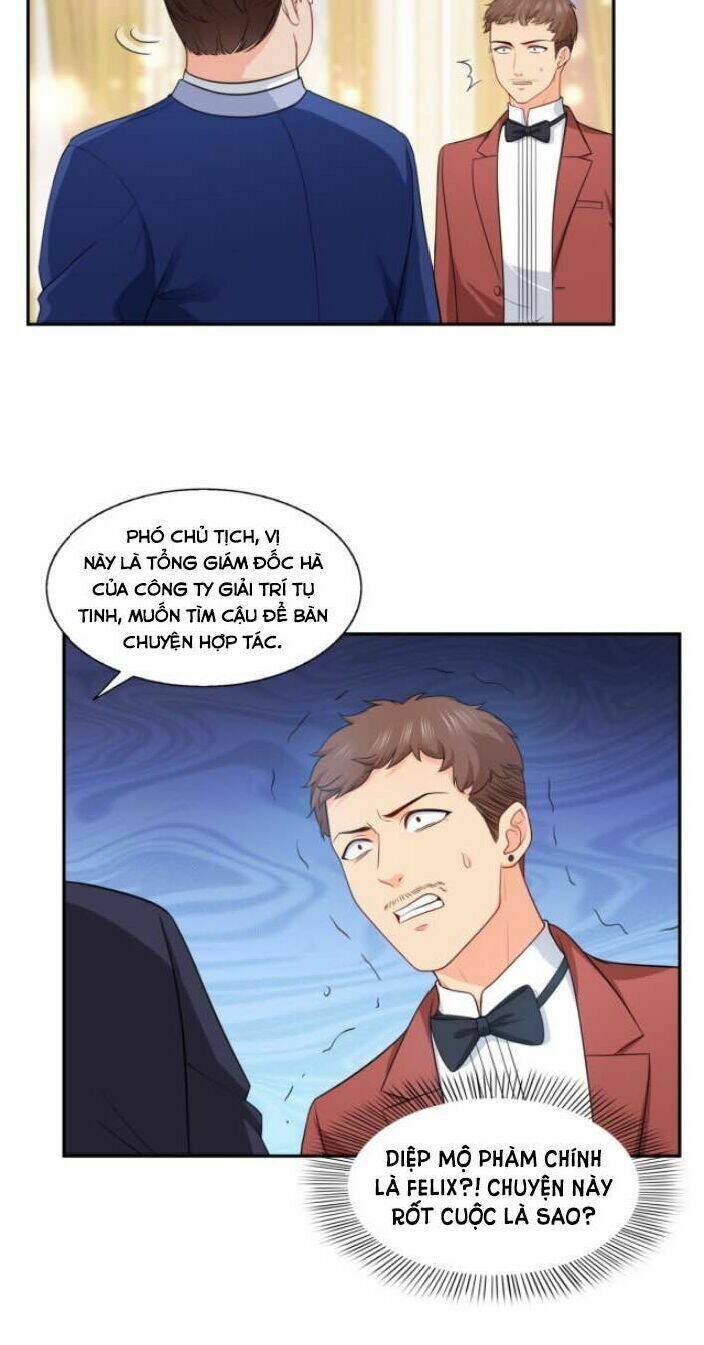 PHÓ CHỦ TỊCH, VỊ
NÀY LÀ TỔNG GIÁM ĐỐC HÀ
CỦA CÔNG TY GIẢI TRÍ TỤ
TINH, MUỐN TÌM CẬU ĐỂ BÀN
CHUYỆN HỢP TÁC.
DIỆP MỘ PHÀM CHÍNH
LÀ FELIX?! CHUYỆN NÀY
RỐT CUỘC LÀ SAO?